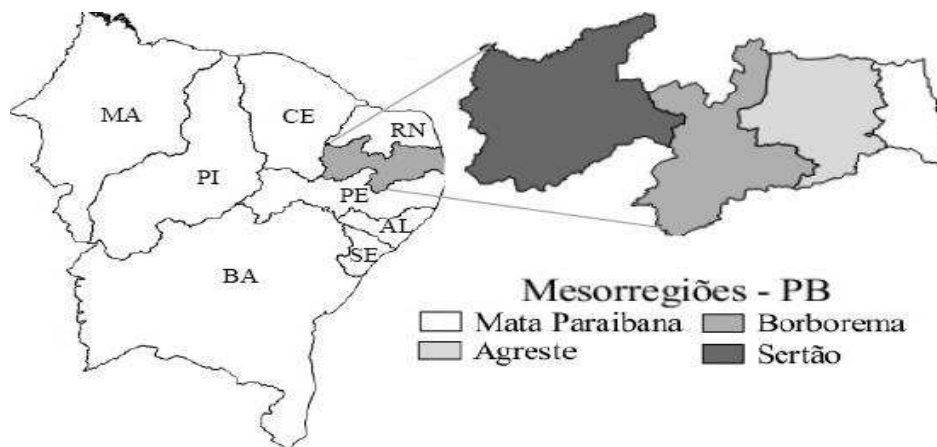 MA
CE
RN
PI
PE
AL
SE
BA
Mesorregiões - PB
Mata Paraibana
Borborema
Agreste
Sertão